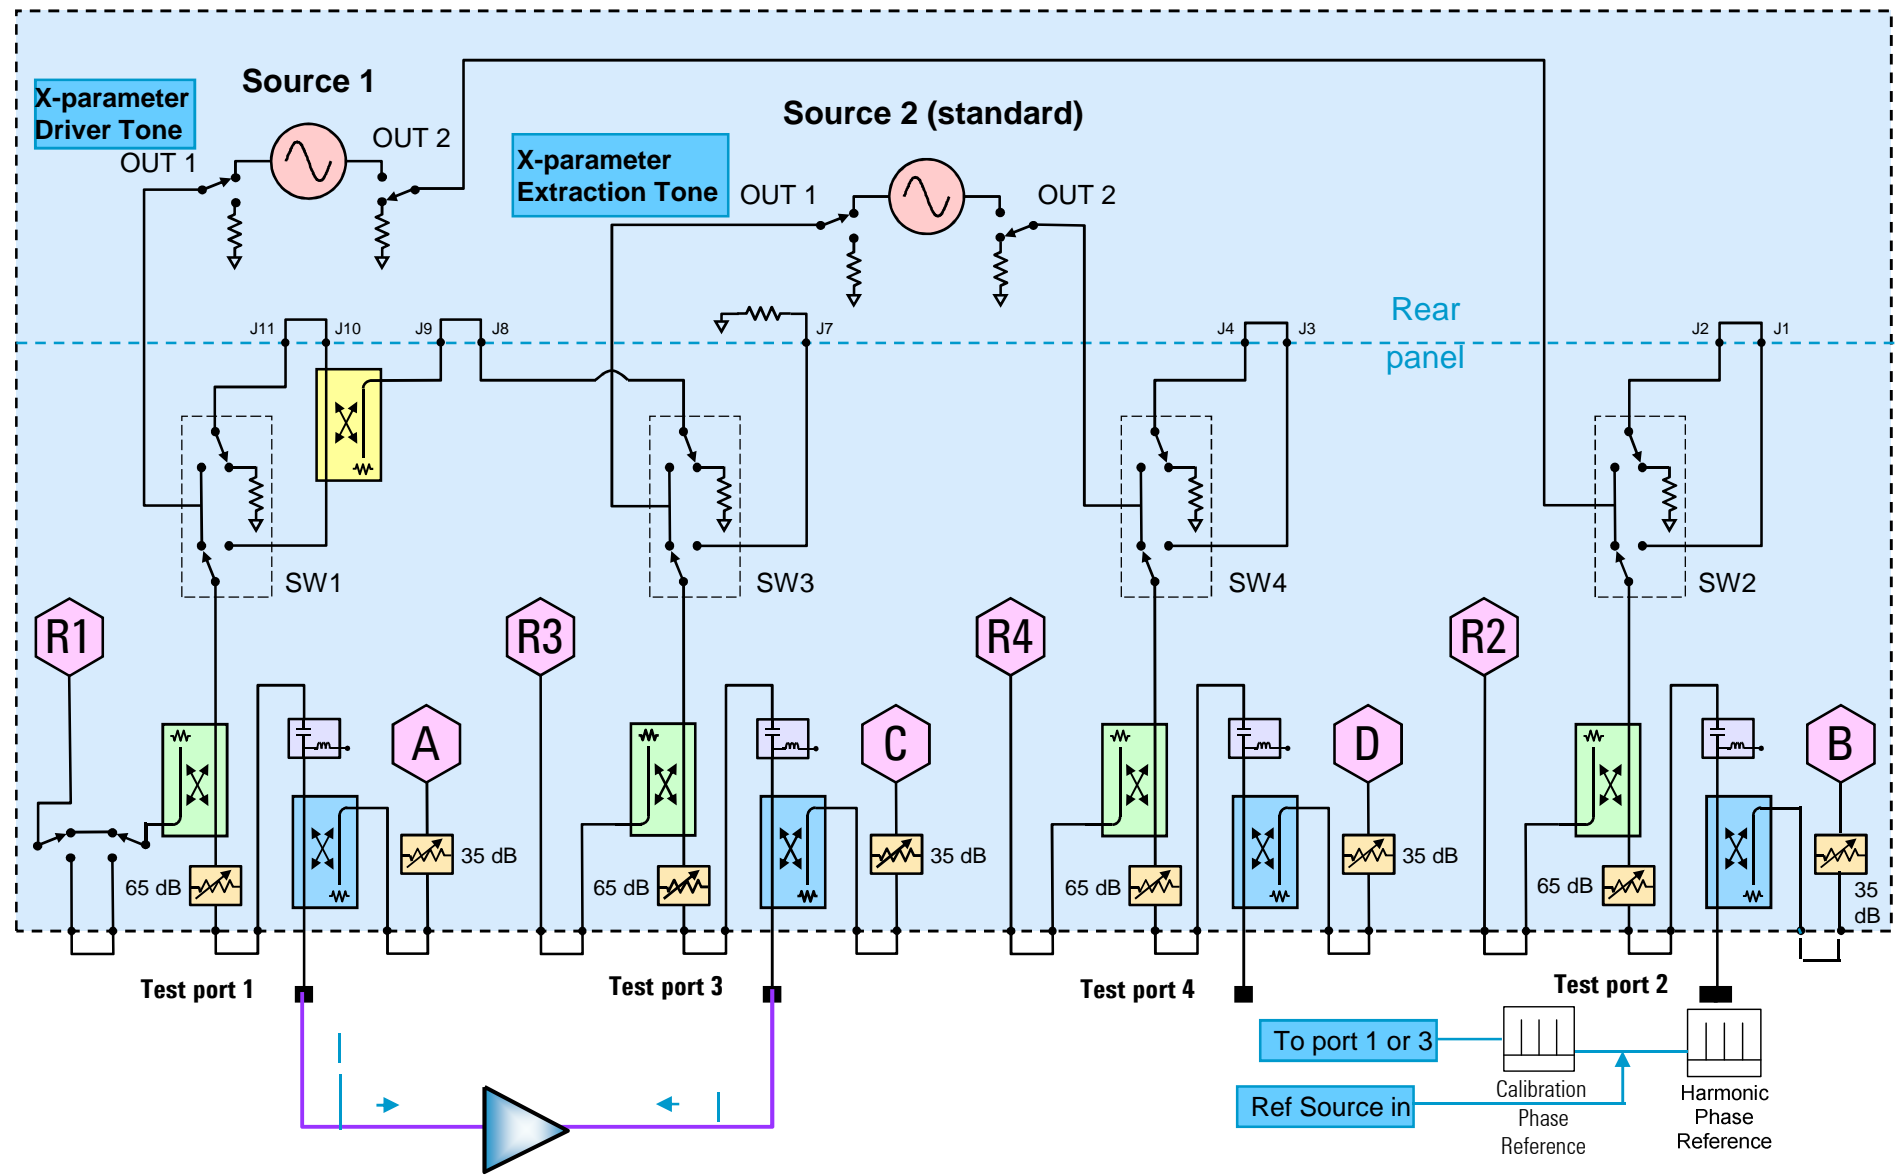 Source 1
X-parameter
Driver Tone
OUT 1
OUT 2
Source 2 (standard)
X-parameter
Extraction Tone
OUT 1
OUT 2
Rear
panel
J11
J10
J9
J8
J7
J4
J3
J2
J1
SW1
SW3
SW4
SW2
R1
R3
R4
R2
A
C
D
B
65 dB
35 dB
65 dB
35 dB
65 dB
35 dB
65 dB
35
dB
Test port 1
Test port 3
Test port 4
Test port 2
To port 1 or 3
Ref Source in
Calibration
Phase
Reference
Harmonic
Phase
Reference